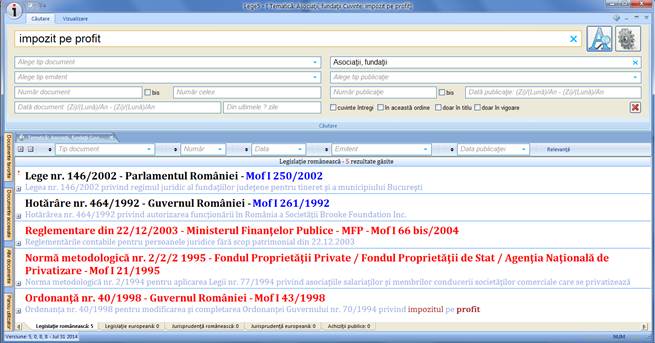 Lege5 - [ Tematică: Asociaţii, fundaţii Cuvinte: impozit pe profit]
Căutare Vizualizare
impozit pe profit
Alege tip document Asociaţii, fundaţii
Alege tip emitent Alege tip publicaţie
Număr document bis Număr celex Număr publicaţie bis Dată publicaţie: (Zi)/(Lună)/An - (Zi)/(Lună)/An
Dată document: (Zi)/(Lună)/An - (Zi)/(Lună)/An Din ultimele ? zile cuvinte întregi în această ordine doar în titlu doar în vigoare
Căutare
Tip document Număr Data Emitent Data publicaţiei Relevanţă
Legislaţie românească - 5 rezultate găsite
Lege nr. 146/2002 - Parlamentul României - Mof I 250/2002
Legea nr. 146/2002 privind regimul juridic al fundaţiilor judeţene pentru tineret şi a municipiului Bucureşti
Hotărâre nr. 464/1992 - Guvernul României - Mof I 261/1992
Hotărârea nr. 464/1992 privind autorizarea funcţionării în România a Societăţii Brooke Foundation Inc.
Reglementare din 22/12/2003 - Ministerul Finanţelor Publice - MFP - Mof I 66 bis/2004
Reglementările contabile pentru persoanele juridice fără scop patrimonial din 22.12.2003
Normă metodologică nr. 2/2/2 1995 - Fondul Proprietăţii Private / Fondul Proprietăţii de Stat / Agenţia Naţională de
Privatizare - Mof I 21/1995
Norma metodologică nr. 2/1994 pentru aplicarea Legii nr. 77/1994 privind asociaţiile salariaţilor şi membrilor conducerii societăţilor comerciale care se privatizează
Ordonanţă nr. 40/1998 - Guvernul României - Mof I 43/1998
Ordonanţa nr. 40/1998 pentru modificarea şi completarea Ordonanţei Guvernului nr. 70/1994 privind impozitul pe profit
Legislaţie românească: 5 Legislaţie europeană: 0 Jurisprudenţă românească: 0 Jurisprudenţă europeană: 0 Achiziţii publice: 0
Documente favorite
Documente accesate
Alte documente
Panou utilizator
Versiune: 5, 0, 8, 8 - Jul 31 2014 NUM